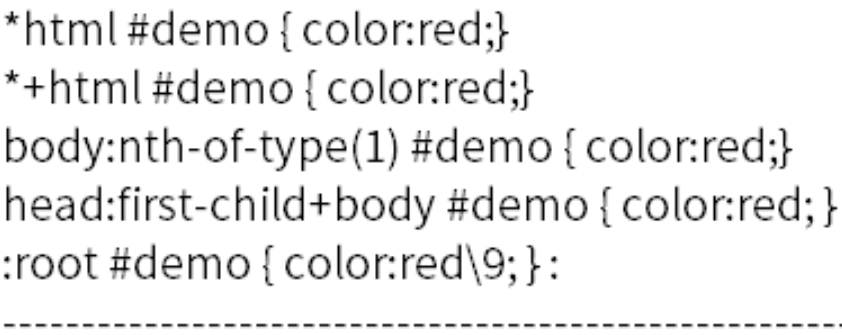 *html #demo { color:red;}
*+html #demo { color:red;}
body:nth-of-type(1) #demo { color:red;}
head:first-child+body #demo { color:red; }
:root #demo { color:red\9; } :
-----------------------------------------------------